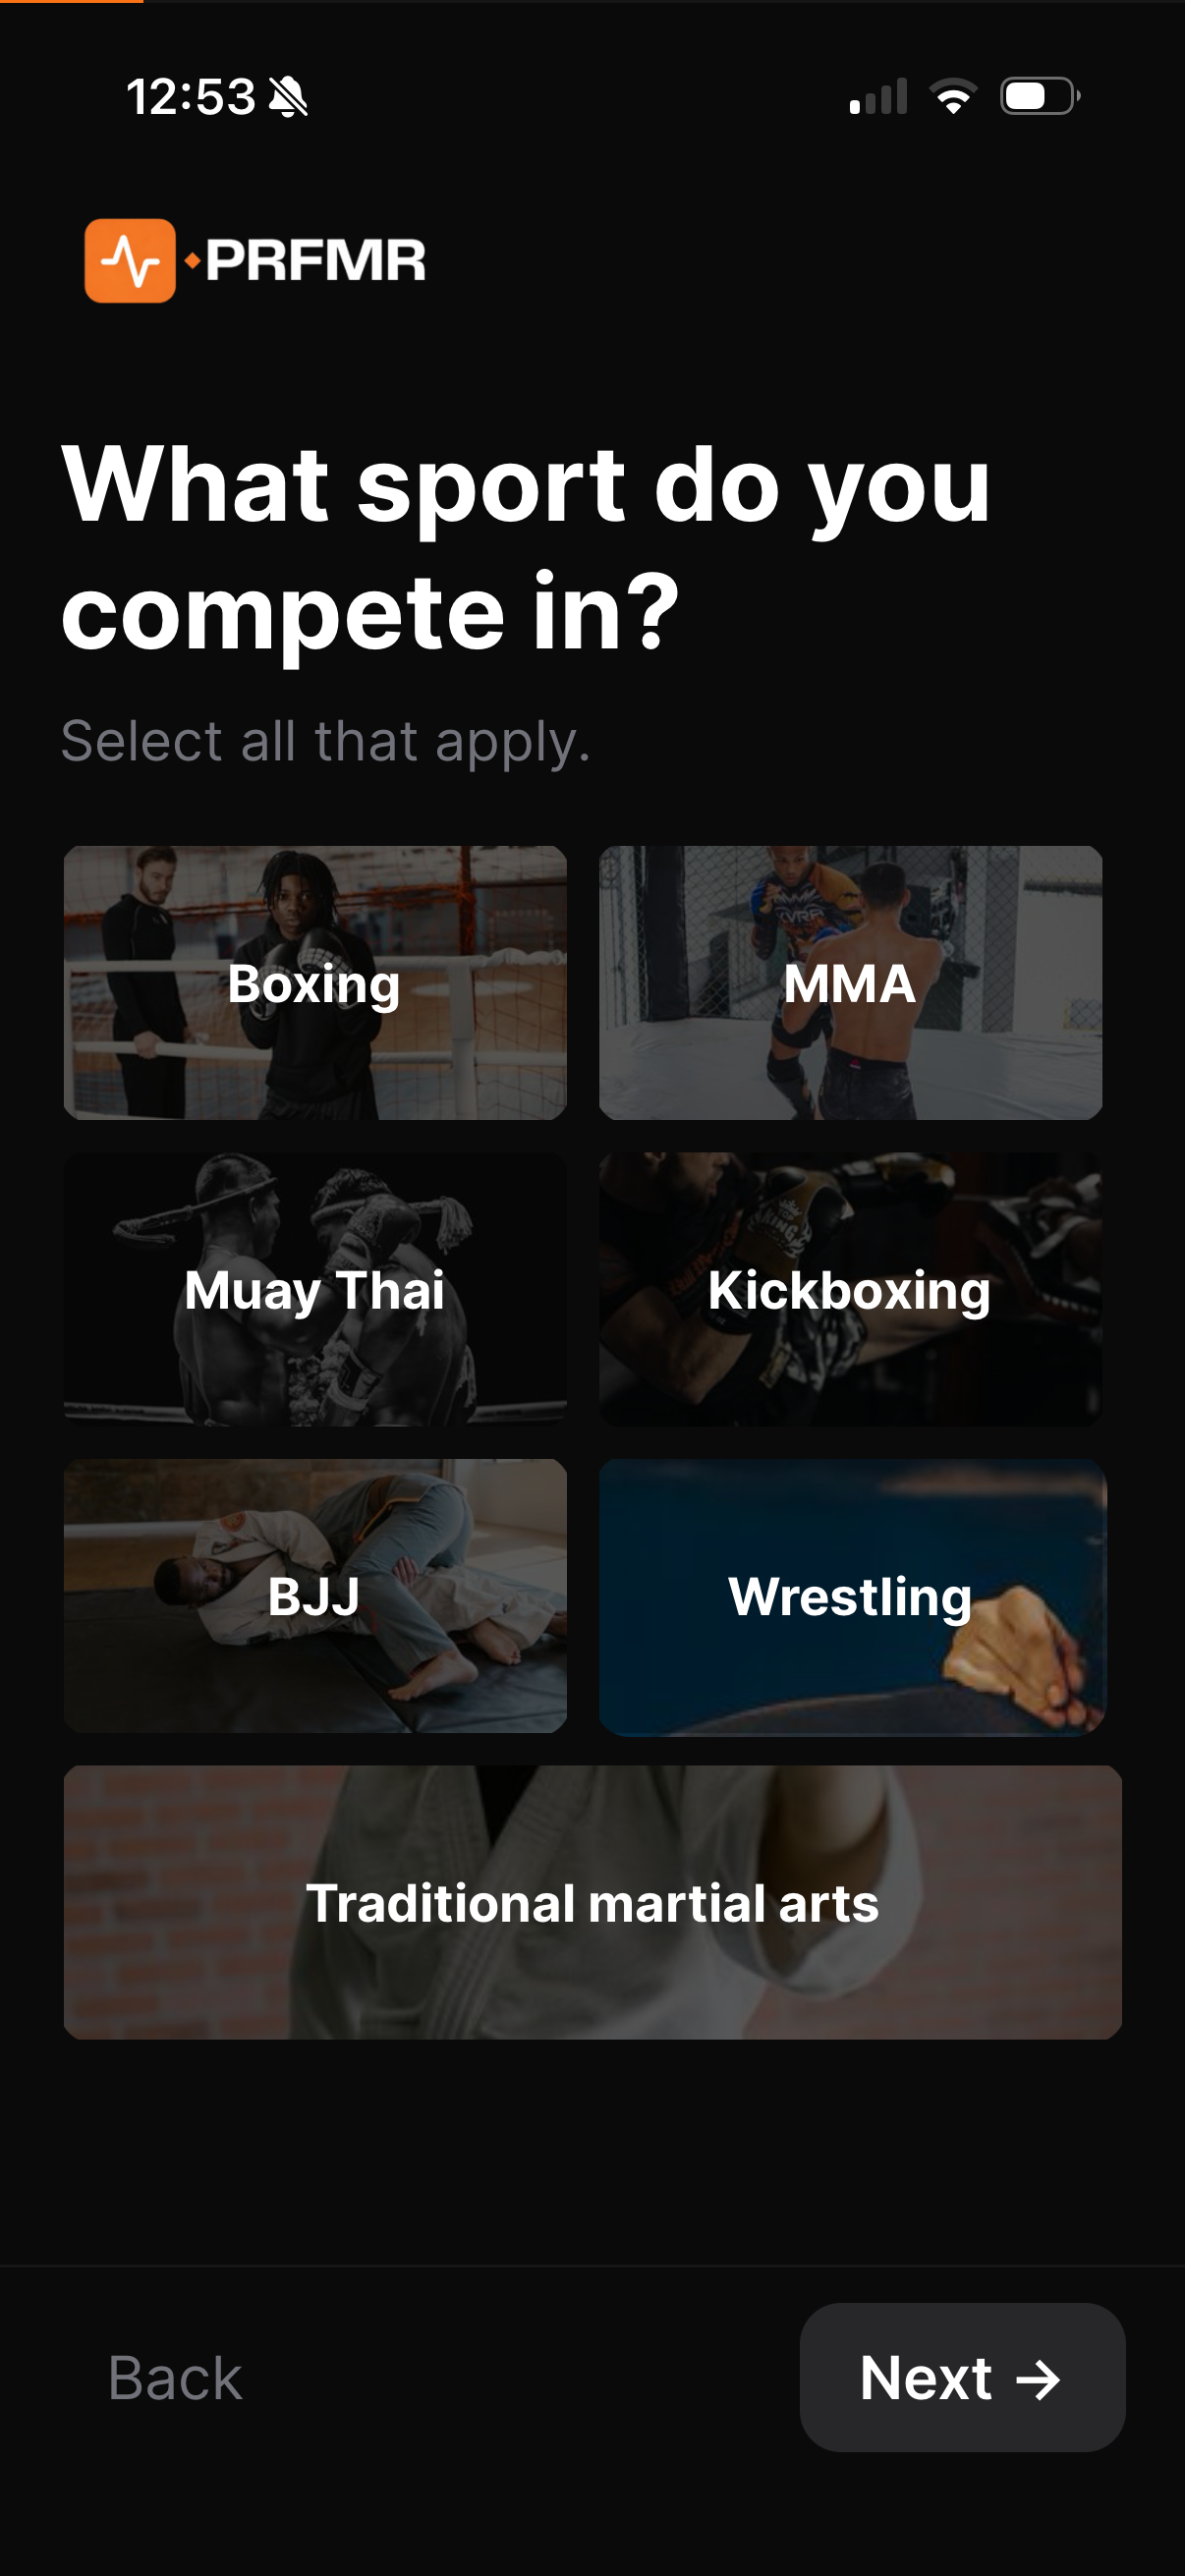 12:53
PRFMR
What sport do you
compete in?
Select all that apply.
Boxing
MMA
Muay Thai
Kickboxing
BJJ
Wrestling
Traditional martial arts
Back
Next →